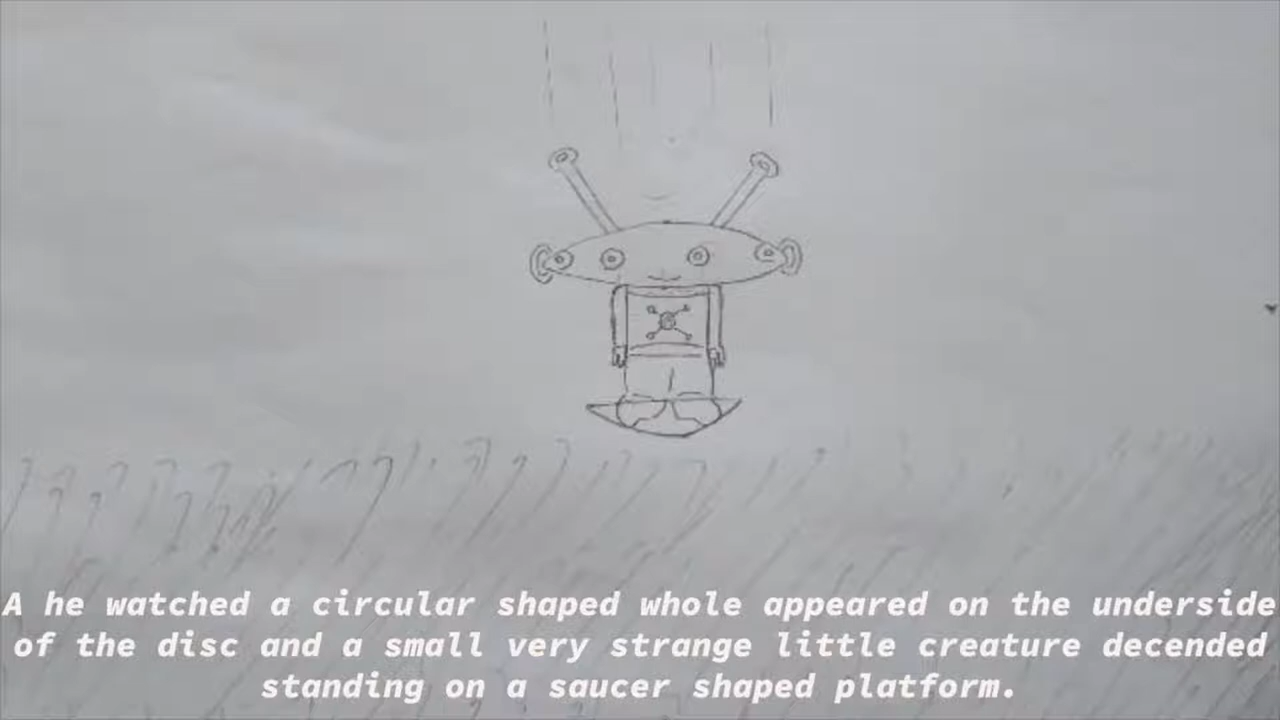 A he watched a circular shaped whole appeared on the underside
of the disc and a small very strange little creature decended
standing on a saucer shaped platform.